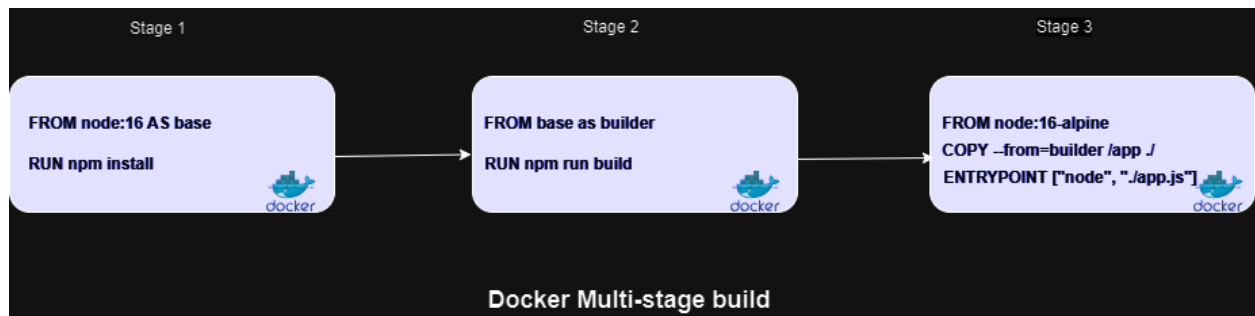 Stage 1
Stage 2
Stage 3
FROM node:16 AS base
RUN npm install
docker
FROM base as builder
RUN npm run build
docker
FROM node:16-alpine
COPY --from=builder /app ./
ENTRYPOINT ["node", "./app.js"]
docker
Docker Multi-stage build